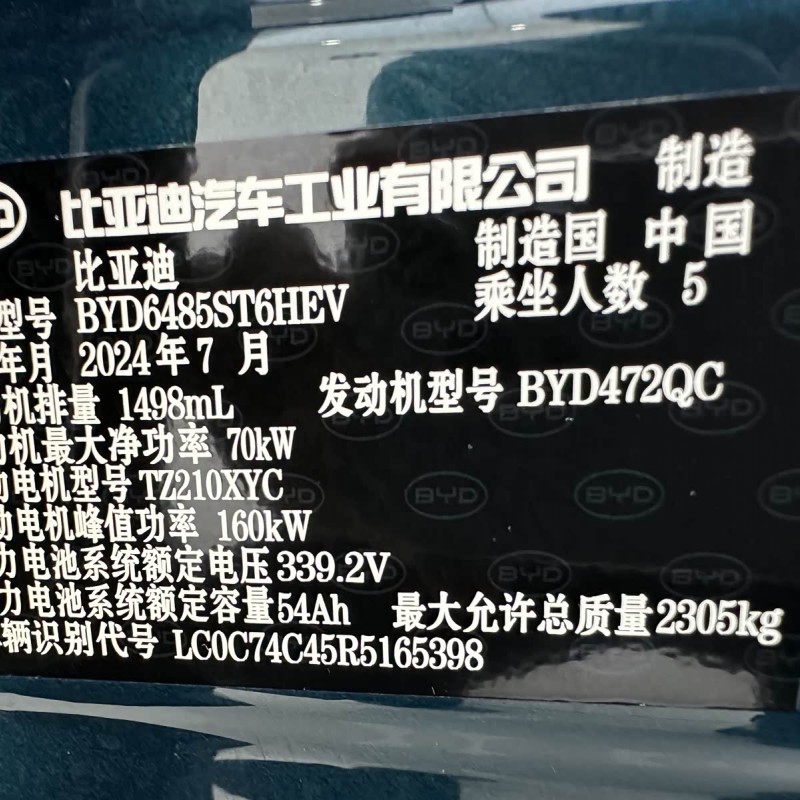 比亚迪汽车工业有限公司 制造
比亚迪 制造国 中国
型号 BYD6485ST6HEV 乘坐人数 5
年月 2024年7月
机排量 1498mL 发动机型号 BYD472QC
动机最大净功率 70kW
动电机型号 TZ210XYC
动电机峰值功率 160kW
力电池系统额定电压 339.2V
力电池系统额定容量 54Ah 最大允许总质量 2305kg
辆识别代号 LC0C74C45R5165398